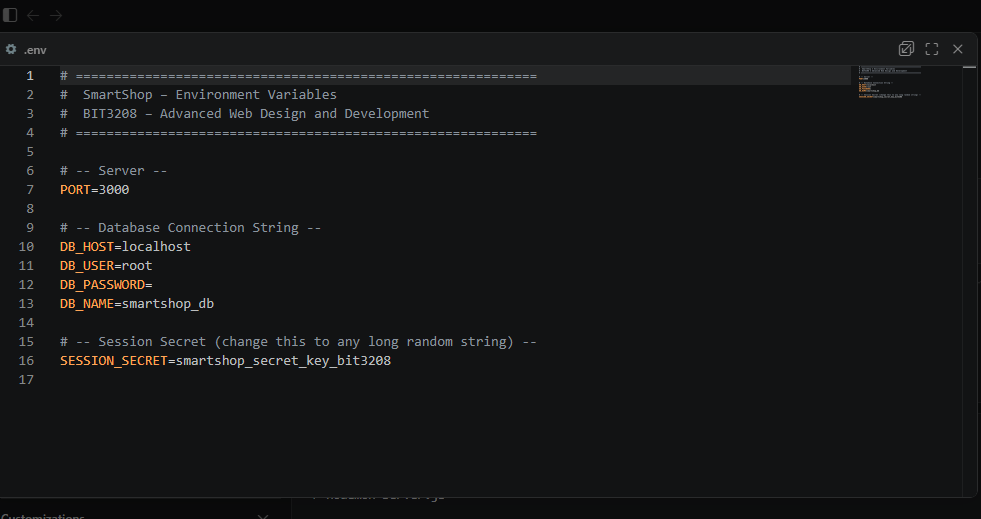 .env
1 # ============================================================
2 #  SmartShop – Environment Variables
3 #  BIT3208 – Advanced Web Design and Development
4 # ============================================================
5
6 # -- Server --
7 PORT=3000
8
9 # -- Database Connection String --
10 DB_HOST=localhost
11 DB_USER=root
12 DB_PASSWORD=
13 DB_NAME=smartshop_db
14
15 # -- Session Secret (change this to any long random string) --
16 SESSION_SECRET=smartshop_secret_key_bit3208
17
Customizations